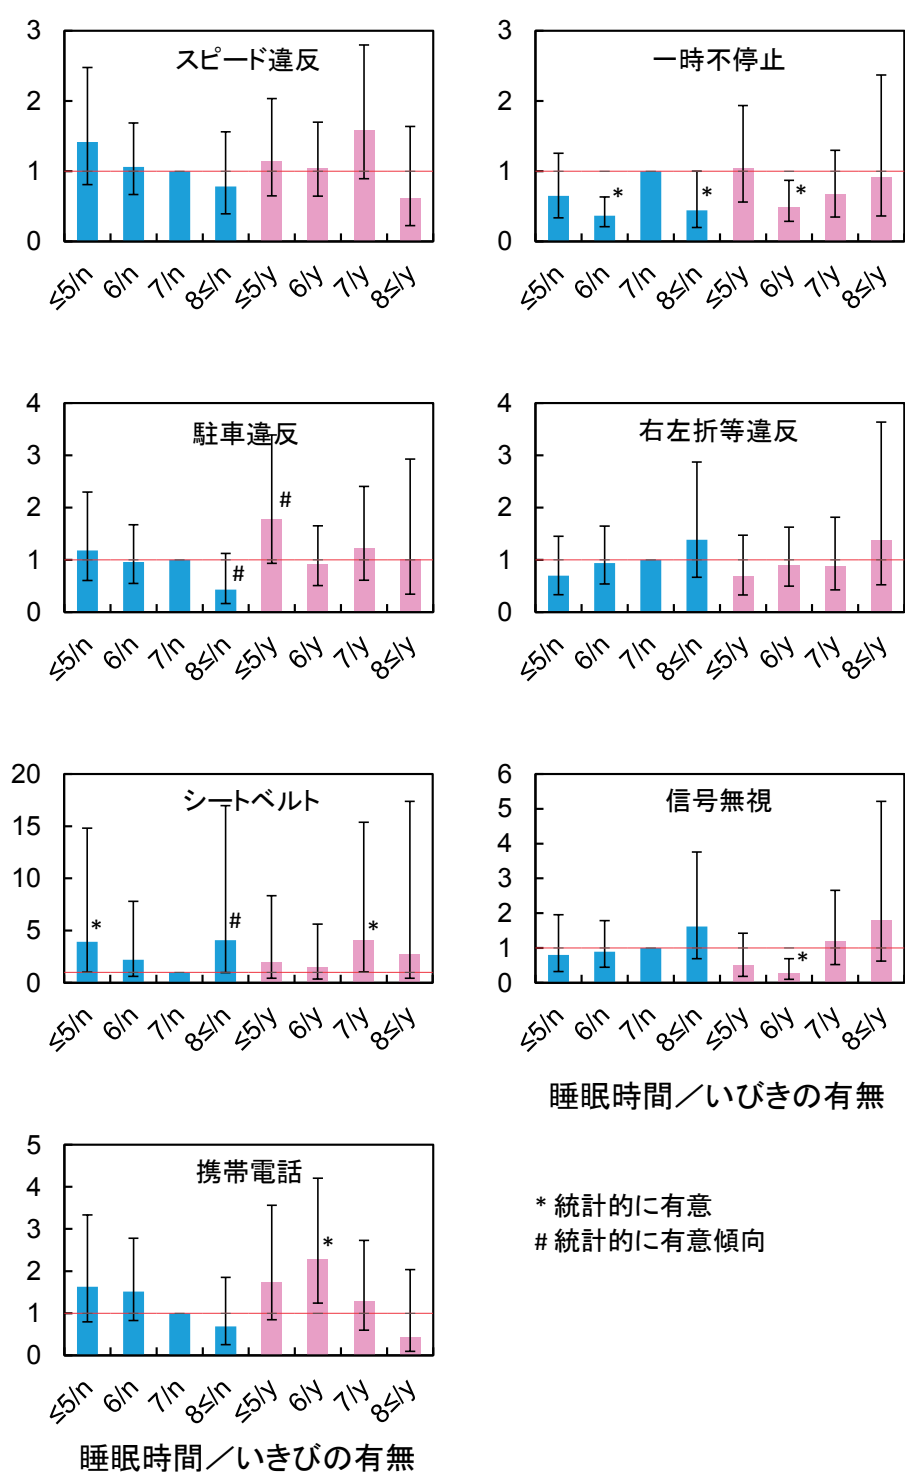 スピード違反
3
2
1
0
≤5/n 6/n 7/n 8≤/n ≤5/y 6/y 7/y 8≤/y
一時不停止
3
2
1
0
* * *
≤5/n 6/n 7/n 8≤/n ≤5/y 6/y 7/y 8≤/y
駐車違反
4
3
2
1
0
# #
≤5/n 6/n 7/n 8≤/n ≤5/y 6/y 7/y 8≤/y
右左折等違反
4
3
2
1
0
≤5/n 6/n 7/n 8≤/n ≤5/y 6/y 7/y 8≤/y
シートベルト
20
15
10
5
0
* # *
≤5/n 6/n 7/n 8≤/n ≤5/y 6/y 7/y 8≤/y
信号無視
6
5
4
3
2
1
0
*
≤5/n 6/n 7/n 8≤/n ≤5/y 6/y 7/y 8≤/y
睡眠時間／いびきの有無
携帯電話
5
4
3
2
1
0
*
≤5/n 6/n 7/n 8≤/n ≤5/y 6/y 7/y 8≤/y
睡眠時間／いきびの有無
* 統計的に有意
# 統計的に有意傾向